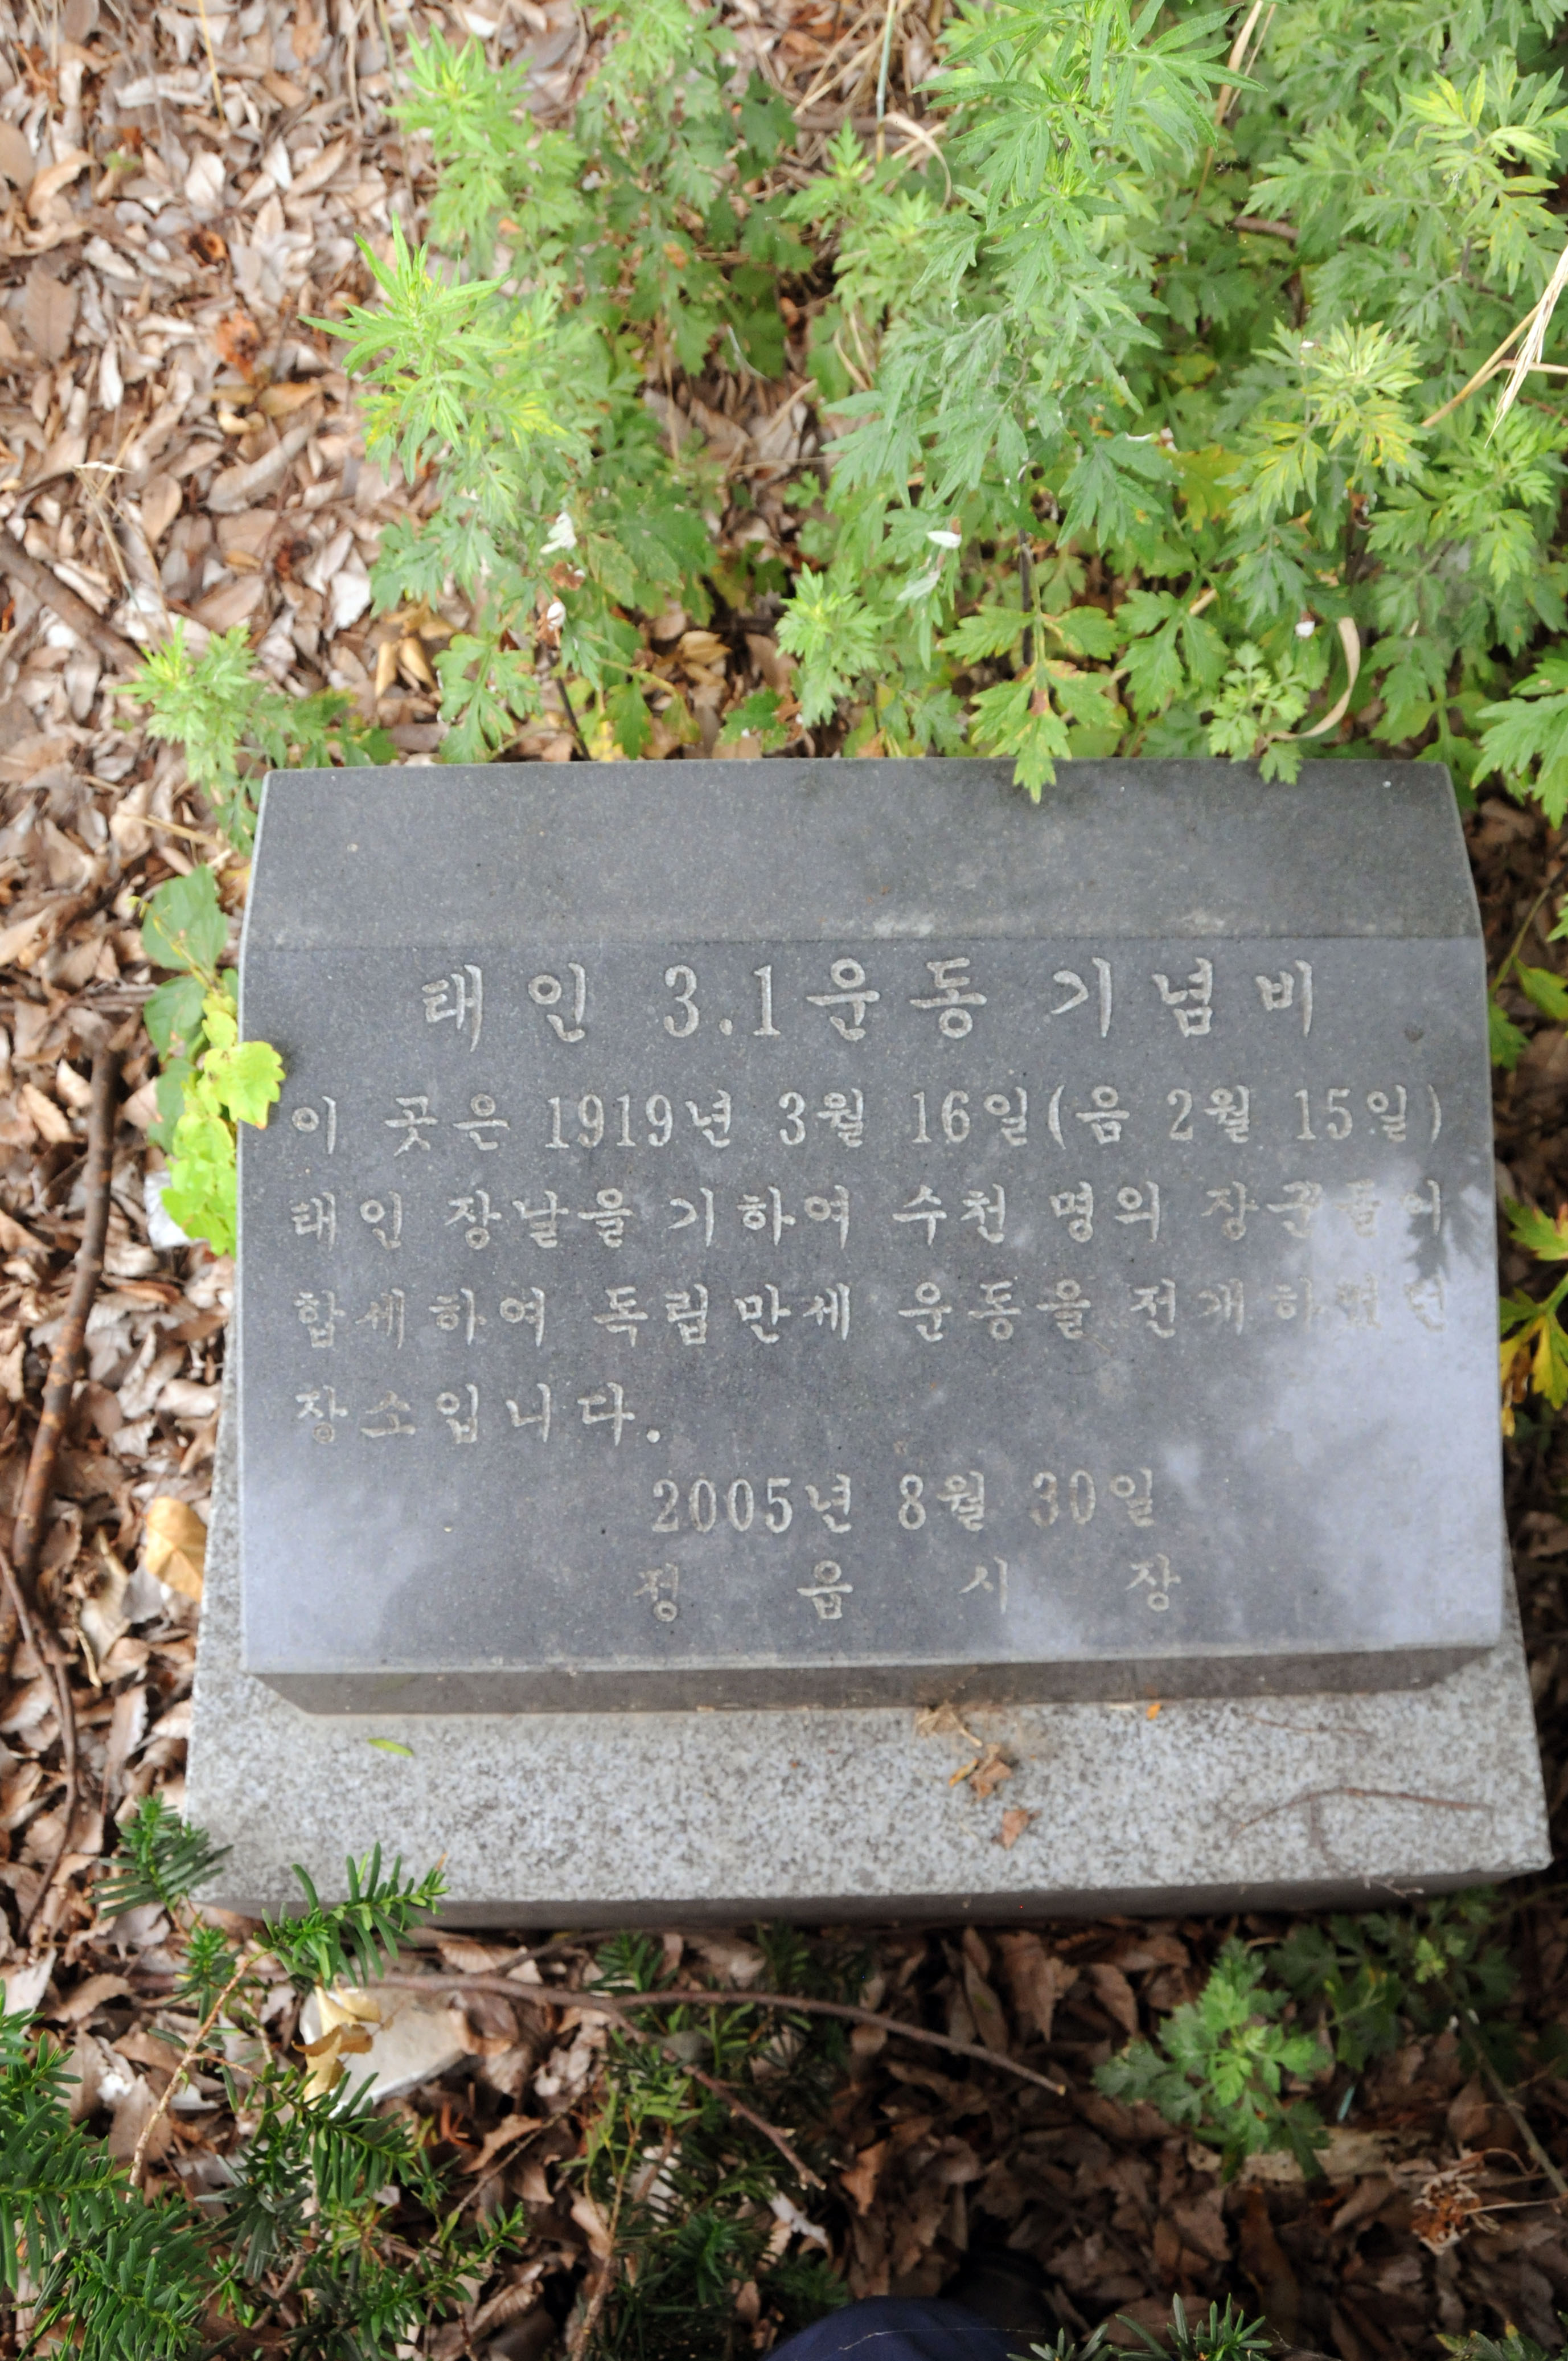 태인 3.1운동 기념비
이 곳은 1919년 3월 16일(음 2월 15일)
태인 장날을 기하여 수천 명의 장꾼들이
합세하여 독립만세 운동을 전개하였던
장소입니다.
2005년 8월 30일
정읍시장